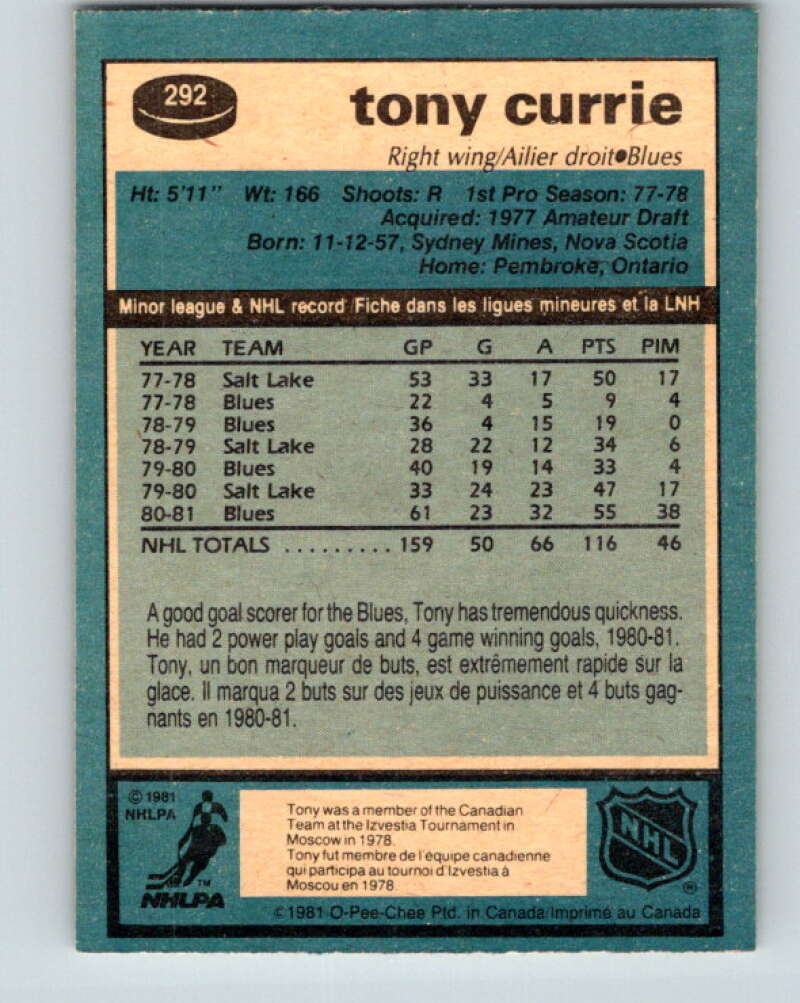 292
tony currie
Right wing/Ailier droit●Blues
Ht: 5'11" Wt: 166 Shoots: R 1st Pro Season: 77-78
Acquired: 1977 Amateur Draft
Born: 11-12-57, Sydney Mines, Nova Scotia
Home: Pembroke, Ontario
Minor league & NHL record/Fiche dans les ligues mineures et la LNH
YEAR TEAM GP G A PTS PIM
77-78 Salt Lake 53 33 17 50 17
77-78 Blues 22 4 5 9 4
78-79 Blues 36 4 15 19 0
78-79 Salt Lake 28 22 12 34 6
79-80 Blues 40 19 14 33 4
79-80 Salt Lake 33 24 23 47 17
80-81 Blues 61 23 32 55 38
NHL TOTALS .......... 159 50 66 116 46
A good goal scorer for the Blues, Tony has tremendous quickness.
He had 2 power play goals and 4 game winning goals, 1980-81.
Tony, un bon marqueur de buts, est extrêmement rapide sur la
glace. Il marqua 2 buts sur des jeux de puissance et 4 buts gag-
nants en 1980-81.
© 1981
NHLPA
TM
NHLPA
Tony was a member of the Canadian
Team at the Izvestia Tournament in
Moscow in 1978.
Tony fut membre de l'équipe canadienne
qui participa au tournoi d'Izvestia à
Moscou en 1978.
NHL
®
© 1981 O-Pee-Chee Ptd. in Canada/Imprimé au Canada